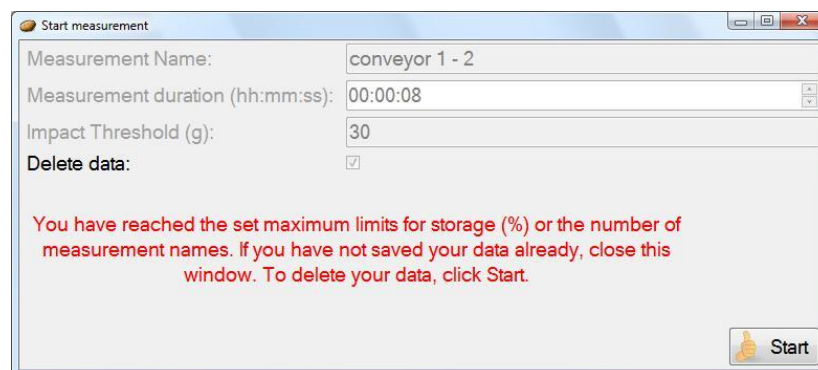 Start measurement
Measurement Name: conveyor 1 - 2
Measurement duration (hh:mm:ss): 00:00:08
Impact Threshold (g): 30
Delete data:
You have reached the set maximum limits for storage (%) or the number of
measurement names. If you have not saved your data already, close this
window. To delete your data, click Start.
Start